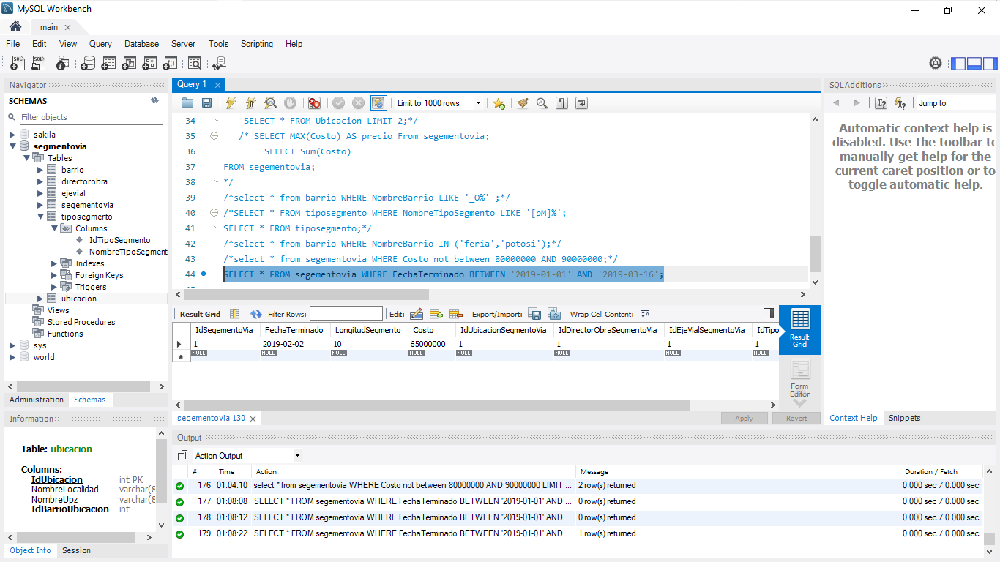 MySQL Workbench
main
File Edit View Query Database Server Tools Scripting Help
Navigator
SCHEMAS
Filter objects
sakila
segmentovia
Tables
barrio
directorobra
ejevial
segementovia
tiposegmento
Columns
IdTipoSegmento
NombreTipoSegment
Indexes
Foreign Keys
Triggers
ubicacion
Views
Stored Procedures
Functions
sys
world
Administration Schemas
Information
Table: ubicacion
Columns:
IdUbicacion int PK
NombreLocalidad varchar(8
NombreUpz varchar(8
IdBarrioUbicacion int
Object Info Session
Query 1
Limit to 1000 rows
34 SELECT * FROM Ubicacion LIMIT 2;*/
35 /* SELECT MAX(Costo) AS precio From segementovia;
36 SELECT Sum(Costo)
37 FROM segementovia;
38 */
39 /*select * from barrio WHERE NombreBarrio LIKE '_O%' ;*/
40 /*SELECT * FROM tiposegmento WHERE NombreTipoSegmento LIKE '[pM]%';
41 SELECT * FROM tiposegmento;*/
42 /*select * from barrio WHERE NombreBarrio IN ('feria','potosi');*/
43 /*select * from segementovia WHERE Costo not between 80000000 AND 90000000;*/
44 SELECT * FROM segementovia WHERE FechaTerminado BETWEEN '2019-01-01' AND '2019-03-16';
Result Grid Filter Rows: Edit: Export/Import: Wrap Cell Content:
IdSegementoVia FechaTerminado LongitudSegmento Costo IdUbicacionSegmentoVia IdDirectorObraSegmentoVia IdEjeVialSegmentoVia IdTipo
1 2019-02-02 10 65000000 1 1 1 1
NULL NULL NULL NULL NULL NULL NULL NULL
Result Grid
Form Editor
segementovia 130
Apply Revert
Output
Action Output
# Time Action Message Duration / Fetch
176 01:04:10 select * from segementovia WHERE Costo not between 80000000 AND 90000000 LIMIT ... 2 row(s) returned 0.000 sec / 0.000 sec
177 01:08:08 SELECT * FROM segementovia WHERE FechaTerminado BETWEEN '2019-01-01' AND ... 0 row(s) returned 0.000 sec / 0.000 sec
178 01:08:12 SELECT * FROM segementovia WHERE FechaTerminado BETWEEN '2019-01-01' AND ... 0 row(s) returned 0.000 sec / 0.000 sec
179 01:08:22 SELECT * FROM segementovia WHERE FechaTerminado BETWEEN '2019-01-01' AND ... 1 row(s) returned 0.000 sec / 0.000 sec
SQLAdditions
Jump to
Automatic context help is
disabled. Use the toolbar to
manually get help for the
current caret position or to
toggle automatic help.
Context Help Snippets